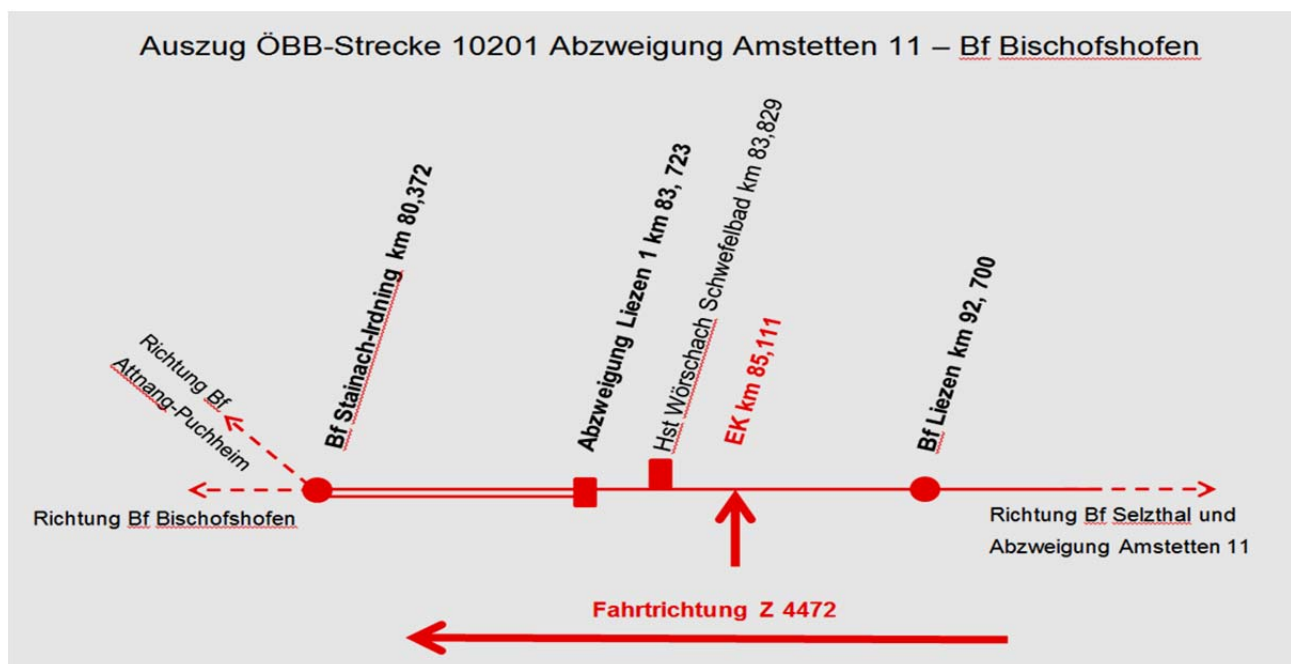 Auszug ÖBB-Strecke 10201 Abzweigung Amstetten 11 – Bf Bischofshofen
Richtung Bf
Attnang-Puchheim
Bf Stainach-Irdning km 80,372
Abzweigung Liezen 1 km 83, 723
Hst Wörschach Schwefelbad km 83,829
EK km 85,111
Bf Liezen km 92, 700
Richtung Bf Bischofshofen
Richtung Bf Selzthal und
Abzweigung Amstetten 11
Fahrtrichtung Z 4472